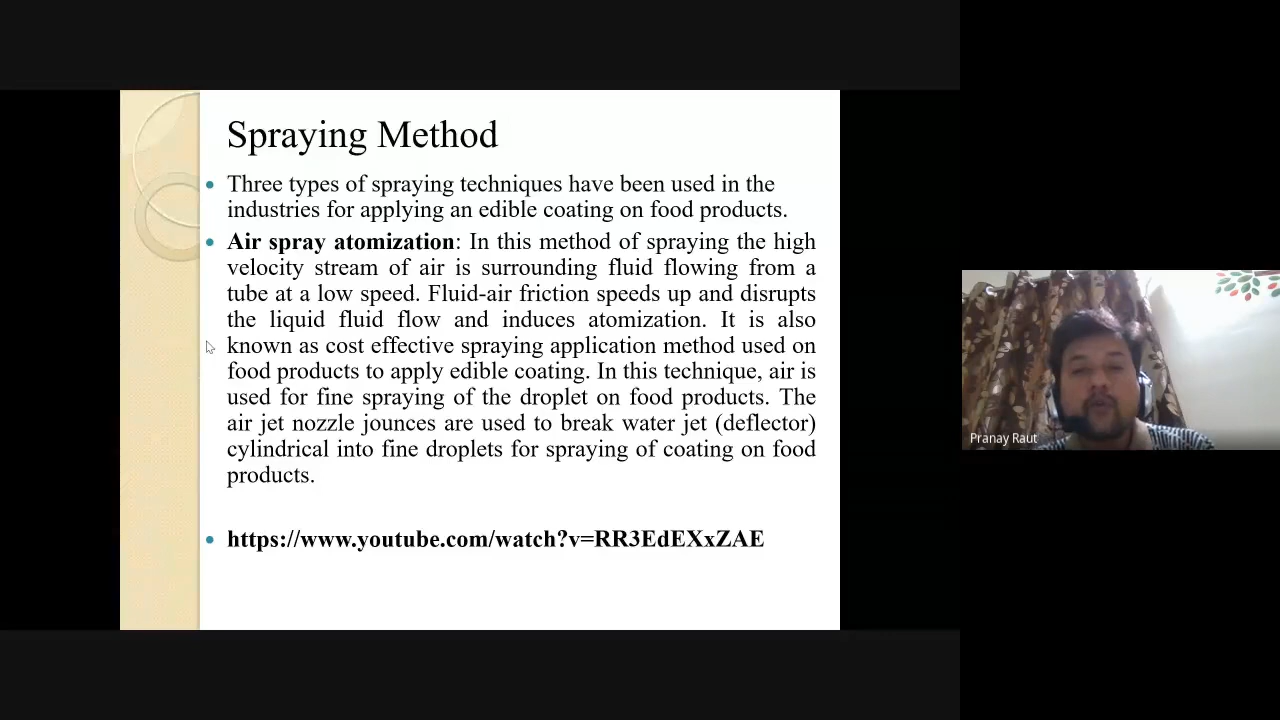 Spraying Method
Three types of spraying techniques have been used in the
industries for applying an edible coating on food products.
Air spray atomization: In this method of spraying the high
velocity stream of air is surrounding fluid flowing from a
tube at a low speed. Fluid-air friction speeds up and disrupts
the liquid fluid flow and induces atomization. It is also
known as cost effective spraying application method used on
food products to apply edible coating. In this technique, air is
used for fine spraying of the droplet on food products. The
air jet nozzle jounces are used to break water jet (deflector)
cylindrical into fine droplets for spraying of coating on food
products.
https://www.youtube.com/watch?v=RR3EdEXxZAE
Pranay Raut